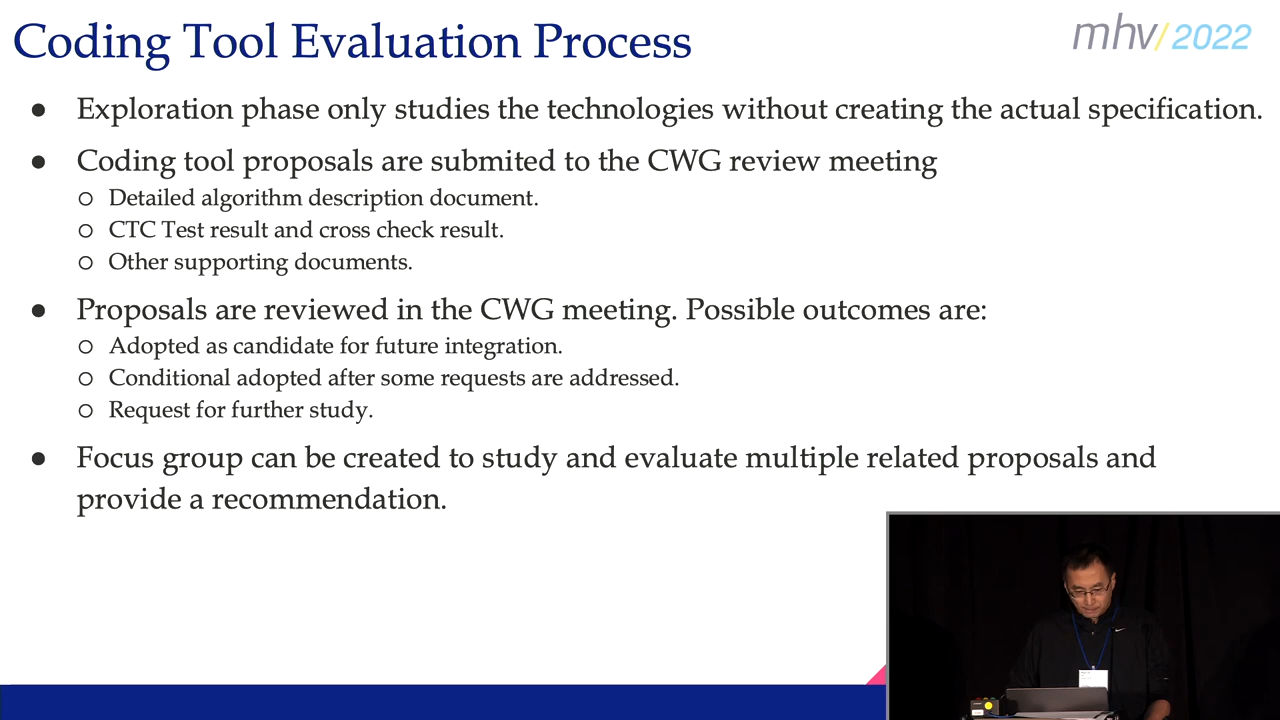 Coding Tool Evaluation Process
mhv/2022
● Exploration phase only studies the technologies without creating the actual specification.
● Coding tool proposals are submited to the CWG review meeting
○ Detailed algorithm description document.
○ CTC Test result and cross check result.
○ Other supporting documents.
● Proposals are reviewed in the CWG meeting. Possible outcomes are:
○ Adopted as candidate for future integration.
○ Conditional adopted after some requests are addressed.
○ Request for further study.
● Focus group can be created to study and evaluate multiple related proposals and
provide a recommendation.